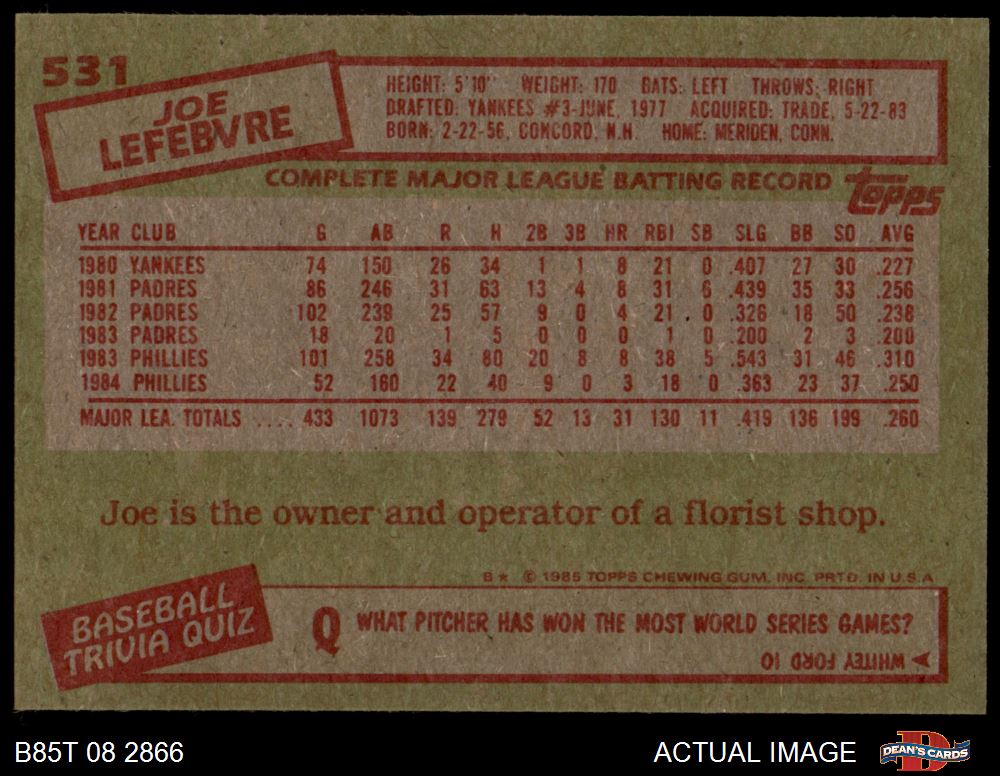 531
JOE
LEFEBVRE
HEIGHT: 5'10" WEIGHT: 170 BATS: LEFT THROWS: RIGHT
DRAFTED: YANKEES #3-JUNE, 1977 ACQUIRED: TRADE, 5-22-83
BORN: 2-22-56, CONCORD, N.H. HOME: MERIDEN, CONN.
COMPLETE MAJOR LEAGUE BATTING RECORD
topps
YEAR CLUB G AB R H 2B 3B HR RBI SB SLG BB SO AVG
1980 YANKEES 74 150 26 34 1 1 8 21 0 .407 27 30 .227
1981 PADRES 86 246 31 63 13 4 8 31 6 .439 35 33 .256
1982 PADRES 102 239 25 57 9 0 4 21 0 .326 18 50 .238
1983 PADRES 18 20 1 5 0 0 0 1 0 .200 2 3 .200
1983 PHILLIES 101 258 34 80 20 8 8 38 5 .543 31 46 .310
1984 PHILLIES 52 160 22 40 9 0 3 18 0 .363 23 37 .250
MAJOR LEA. TOTALS .... 433 1073 139 279 52 13 31 130 11 .419 136 199 .260
Joe is the owner and operator of a florist shop.
B* © 1985 TOPPS CHEWING GUM, INC. PRTD. IN U.S.A
BASEBALL
TRIVIA QUIZ
Q WHAT PITCHER HAS WON THE MOST WORLD SERIES GAMES?
WHITEY FORD 10
B85T 08 2866
ACTUAL IMAGE
D
DEAN'S CARDS